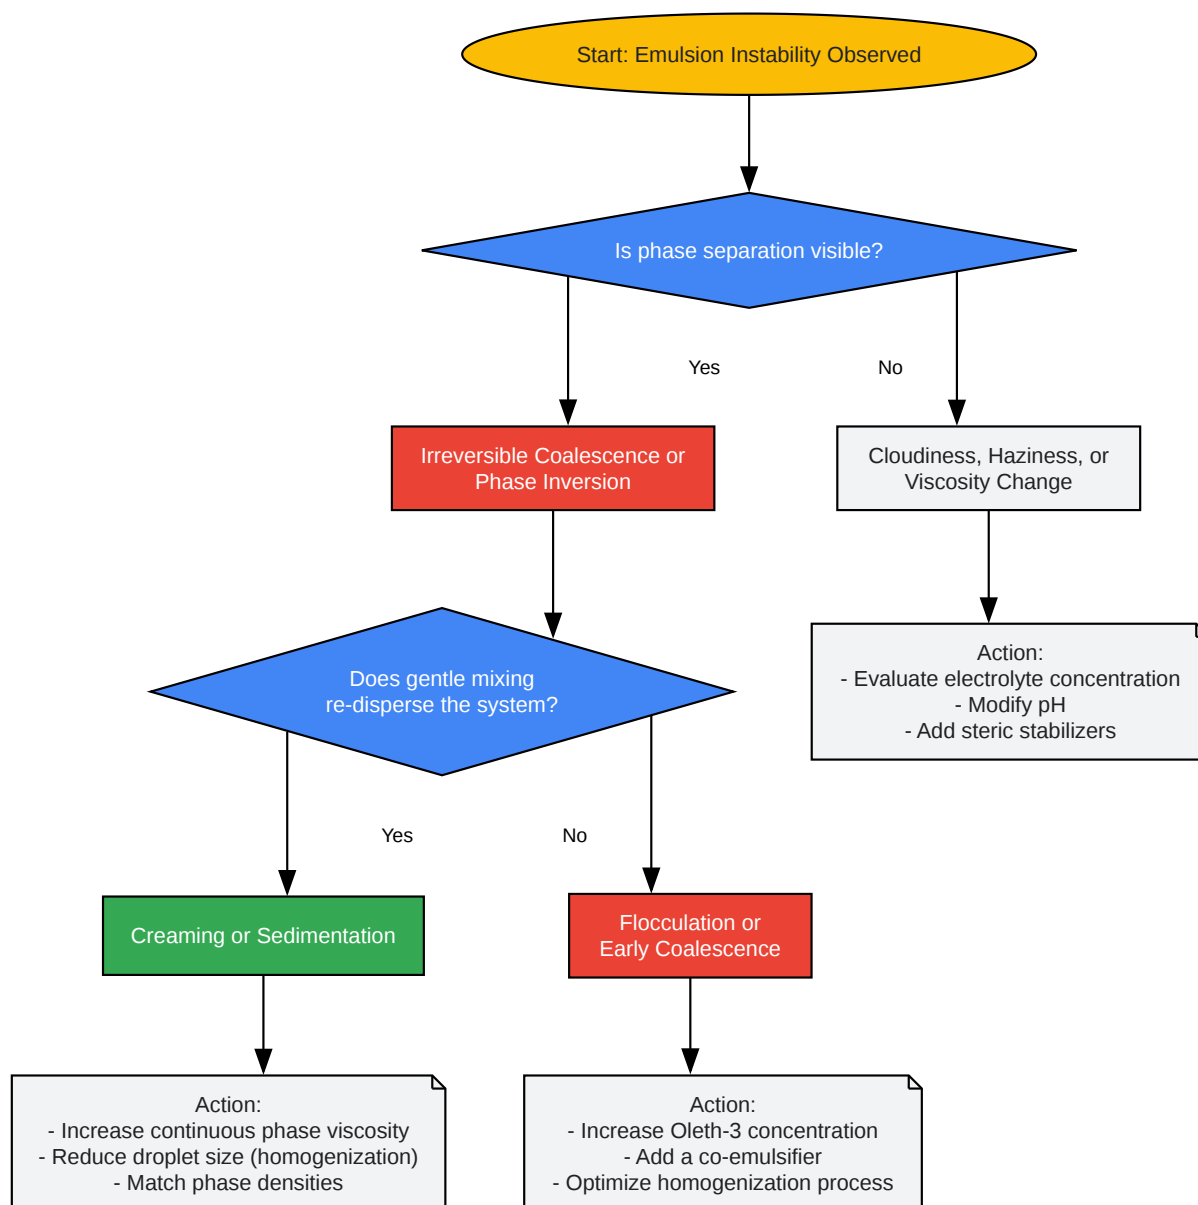 Start: Emulsion Instability Observed
Is phase separation visible?
Yes
No
Irreversible Coalescence or
Phase Inversion
Cloudiness, Haziness, or
Viscosity Change
Does gentle mixing
re-disperse the system?
Action:
- Evaluate electrolyte concentration
- Modify pH
- Add steric stabilizers
Yes
No
Creaming or Sedimentation
Flocculation or
Early Coalescence
Action:
- Increase continuous phase viscosity
- Reduce droplet size (homogenization)
- Match phase densities
Action:
- Increase Oleth-3 concentration
- Add a co-emulsifier
- Optimize homogenization process